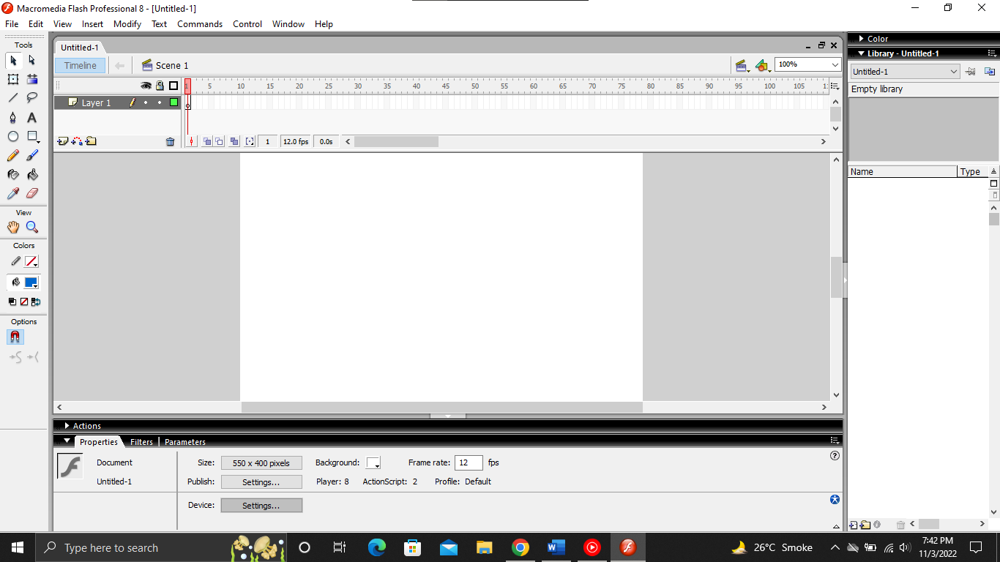 Macromedia Flash Professional 8 - [Untitled-1]
File Edit View Insert Modify Text Commands Control Window Help
Tools
View
Colors
Options
Untitled-1
Timeline Scene 1 100%
1 5 10 15 20 25 30 35 40 45 50 55 60 65 70 75 80 85 90 95 100 105
Layer 1
1 12.0 fps 0.0s
Actions
Properties Filters Parameters
Document Size: 550 x 400 pixels Background: Frame rate: 12 fps
Untitled-1 Publish: Settings... Player: 8 ActionScript: 2 Profile: Default
Device: Settings...
Color
Library - Untitled-1
Untitled-1
Empty library
Name Type
Type here to search
26°C Smoke
7:42 PM
11/3/2022